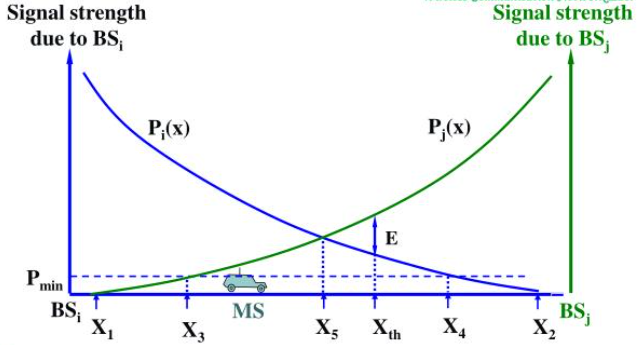 Signal strength
due to BSi
Signal strength
due to BSj
Pi(x)
Pj(x)
E
Pmin
BSi
MS
BSj
X1
X3
X5
Xth
X4
X2